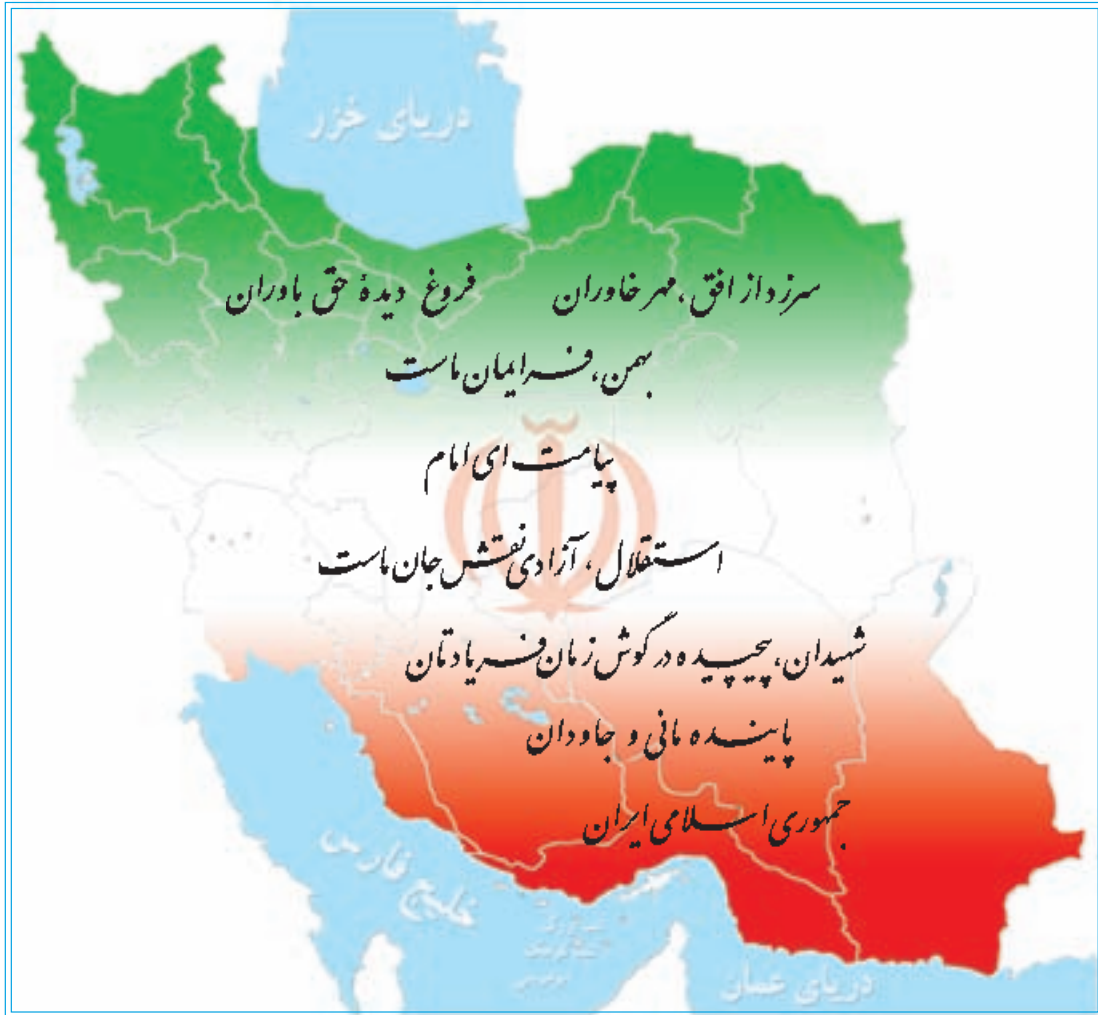 دریای خزر
سرزد از افق، مهر خاوران فروغ دیدهٔ حق باوران
بهمن، فر ایمان ماست
پیامت ای امام
استقلال، آزادی نقش جان ماست
شهیدان، پیچیده در گوش زمان فریادتان
پاینده مانی و جاودان
جمهوری اسلامی ایران
خلیج فارس
دریای عمان